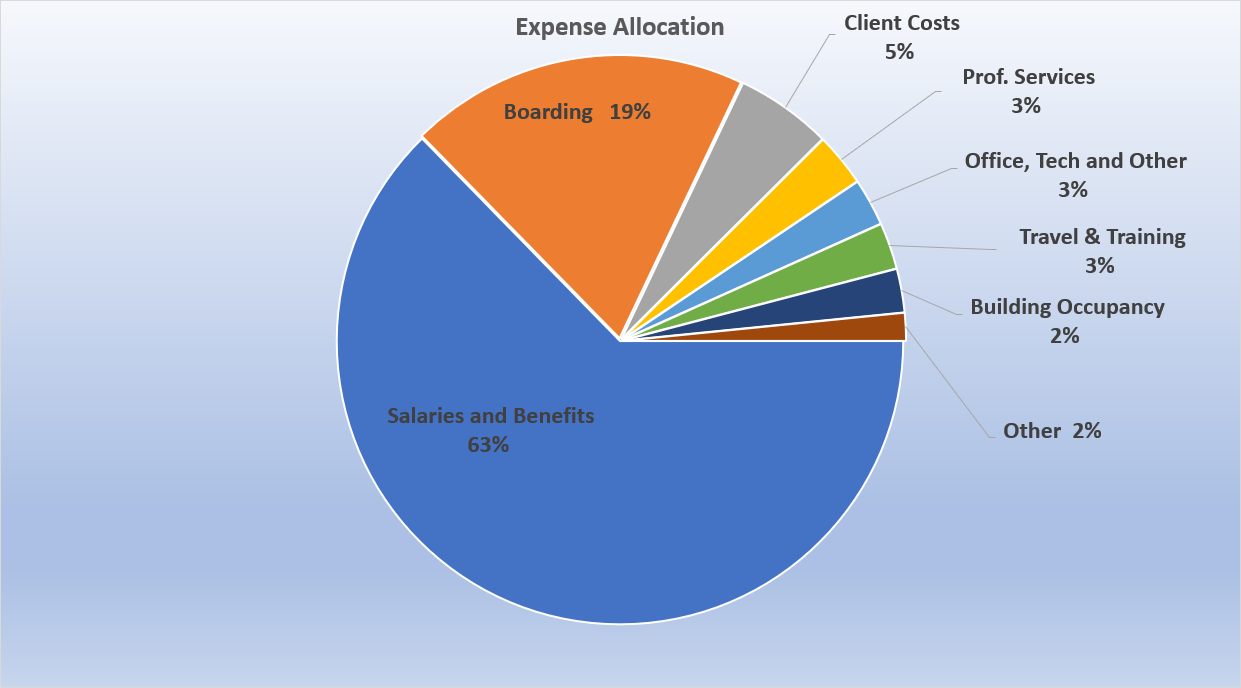 Expense Allocation
Client Costs
5%
Prof. Services
3%
Boarding 19%
Office, Tech and Other
3%
Travel & Training
3%
Building Occupancy
2%
Salaries and Benefits
63%
Other 2%